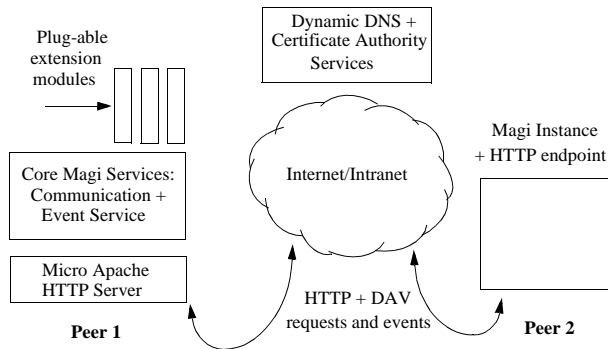 Plug-able
extension
modules
Dynamic DNS +
Certificate Authority
Services
Core Magi Services:
Communication +
Event Service
Internet/Intranet
Magi Instance
+ HTTP endpoint
Micro Apache
HTTP Server
HTTP + DAV
requests and events
Peer 1
Peer 2